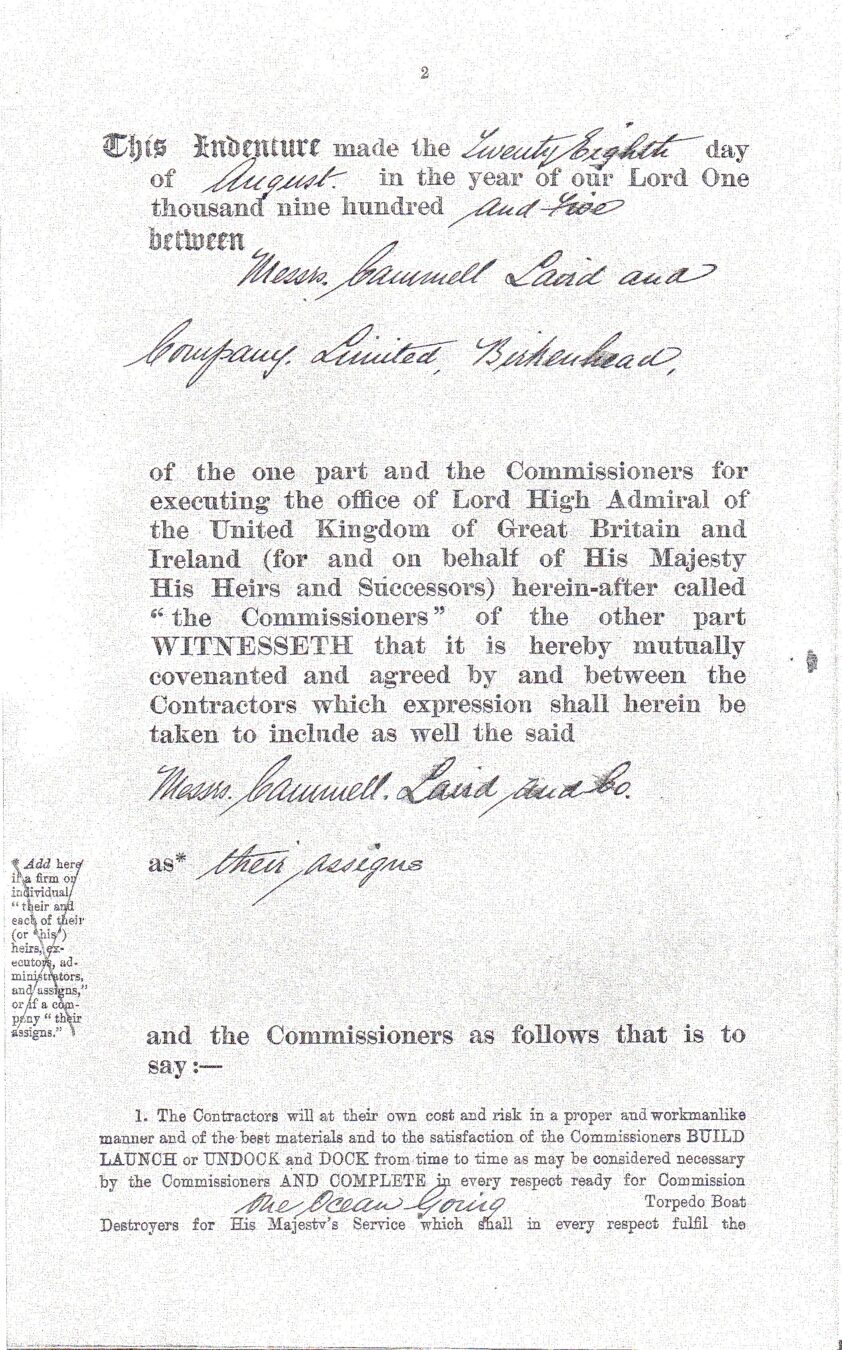 2
This Indenture made the Twenty Eighth day
of August. in the year of our Lord One
thousand nine hundred and Five
between
Messrs. Cammell Laird and
Company. Limited, Birkenhead,
of the one part and the Commissioners for
executing the office of Lord High Admiral of
the United Kingdom of Great Britain and
Ireland (for and on behalf of His Majesty
His Heirs and Successors) herein-after called
“the Commissioners” of the other part
WITNESSETH that it is hereby mutually
covenanted and agreed by and between the
Contractors which expression shall herein be
taken to include as well the said
Messrs. Cammell. Laird and Co.
as* their assigns
* Add here
if a firm or
individual
“their and
each of their
(or “his”)
heirs, ex-
ecutors, ad-
ministrators,
and assigns,”
or if a com-
pany “their
assigns.”
and the Commissioners as follows that is to
say:—
1. The Contractors will at their own cost and risk in a proper and workmanlike
manner and of the best materials and to the satisfaction of the Commissioners BUILD
LAUNCH or UNDOCK and DOCK from time to time as may be considered necessary
by the Commissioners AND COMPLETE in every respect ready for Commission
One Ocean Going Torpedo Boat
Destroyers for His Majesty's Service which shall in every respect fulfil the